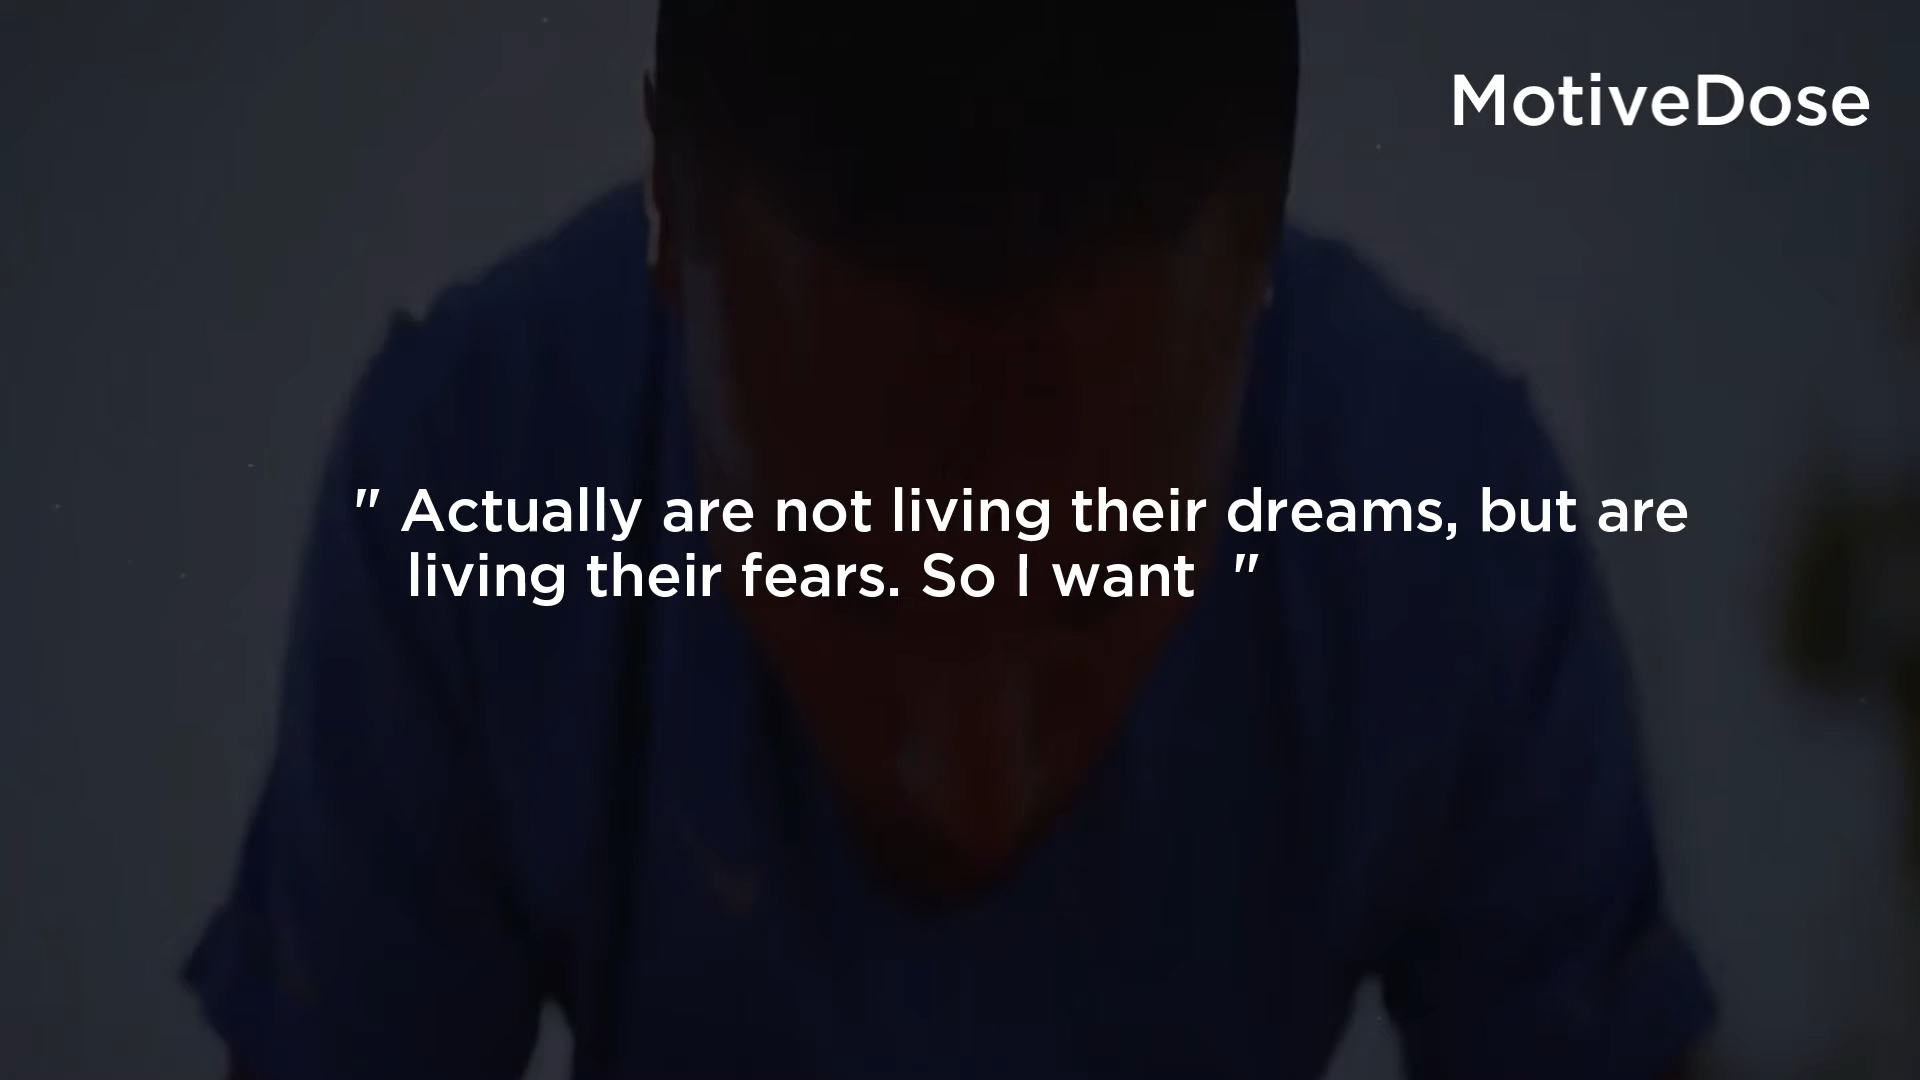 MotiveDose
" Actually are not living their dreams, but are
living their fears. So I want "